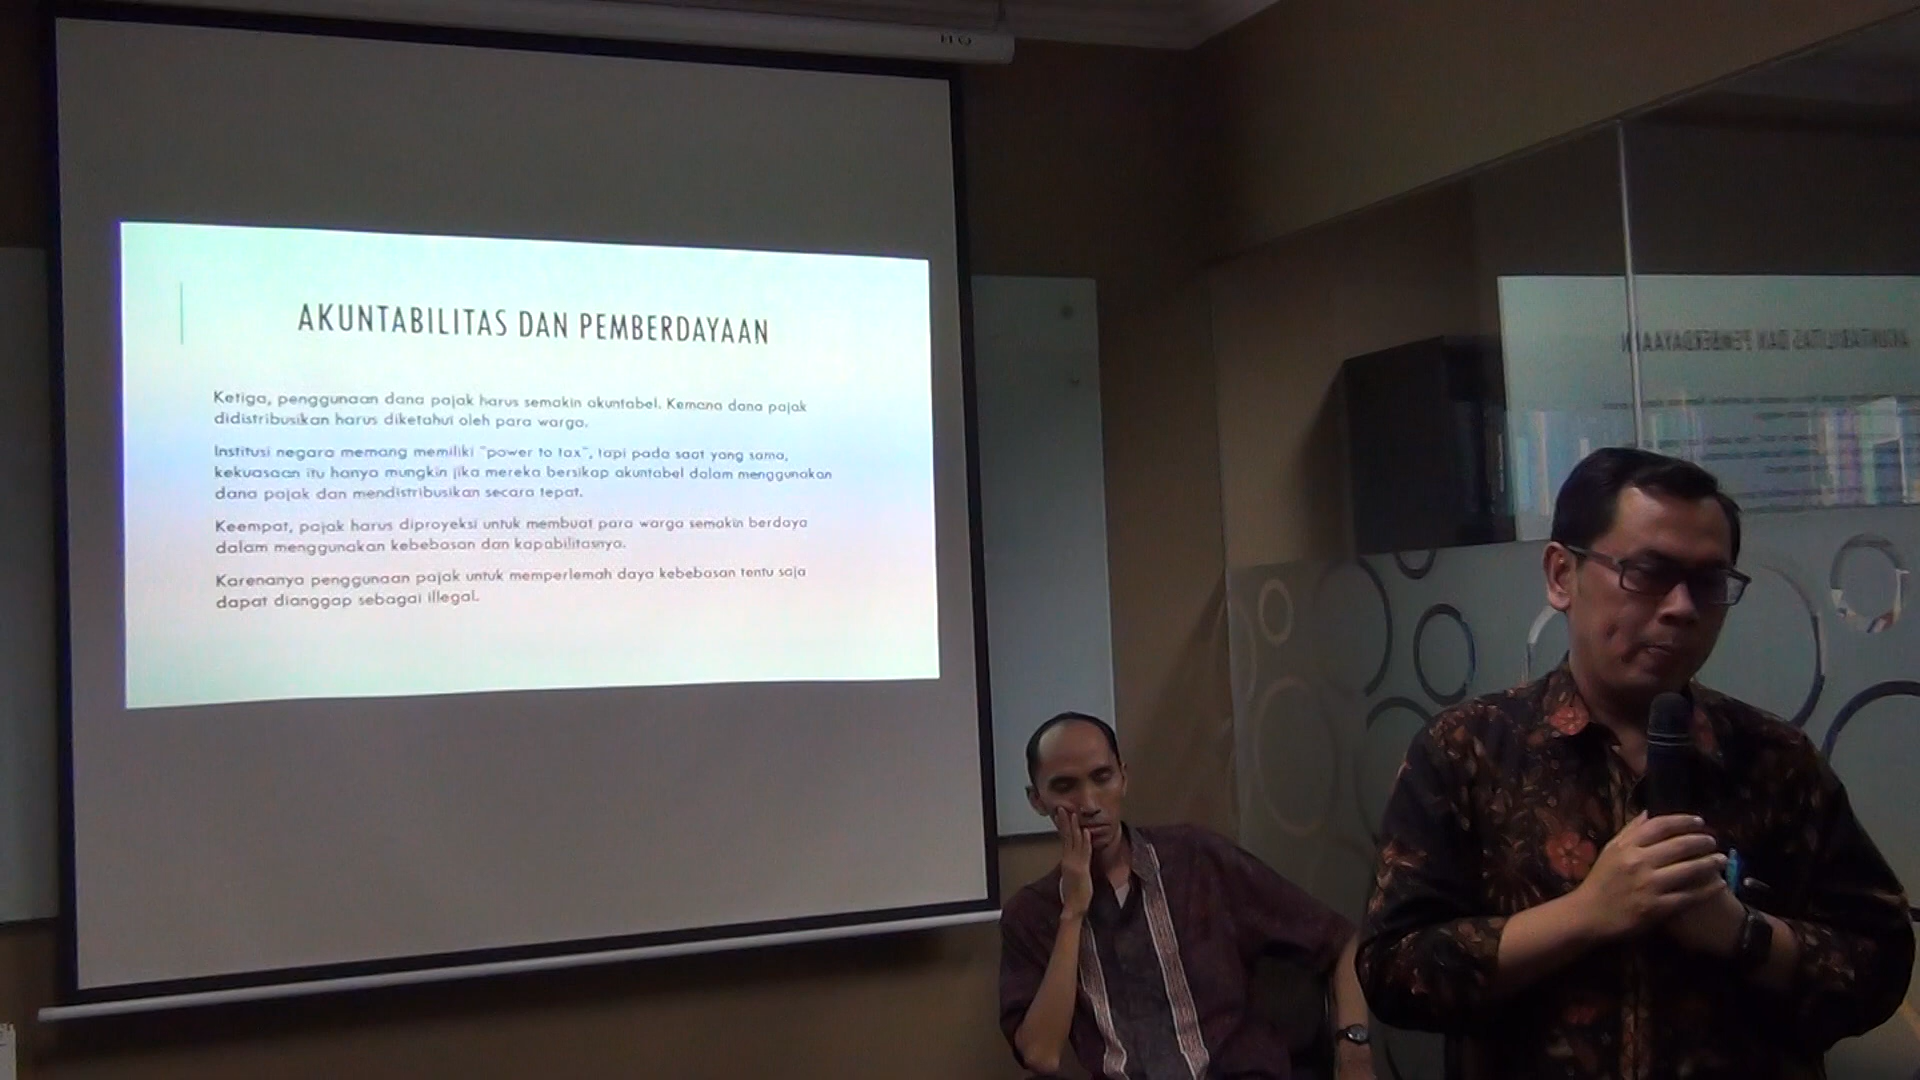 AKUNTABILITAS DAN PEMBERDAYAAN
Ketiga, penggunaan dana pajak harus semakin akuntabel. Kemana dana pajak
didistribusikan harus diketahui oleh para warga.
Institusi negara memang memiliki "power to tax", tapi pada saat yang sama,
kekuasaan itu hanya mungkin jika mereka bersikap akuntabel dalam menggunakan
dana pajak dan mendistribusikan secara tepat.
Keempat, pajak harus diproyeksi untuk membuat para warga semakin berdaya
dalam menggunakan kebebasan dan kapabilitasnya.
Karenanya penggunaan pajak untuk memperlemah daya kebebasan tentu saja
dapat dianggap sebagai illegal.
AKUNTABILITAS DAN PEMBERDAYAAN